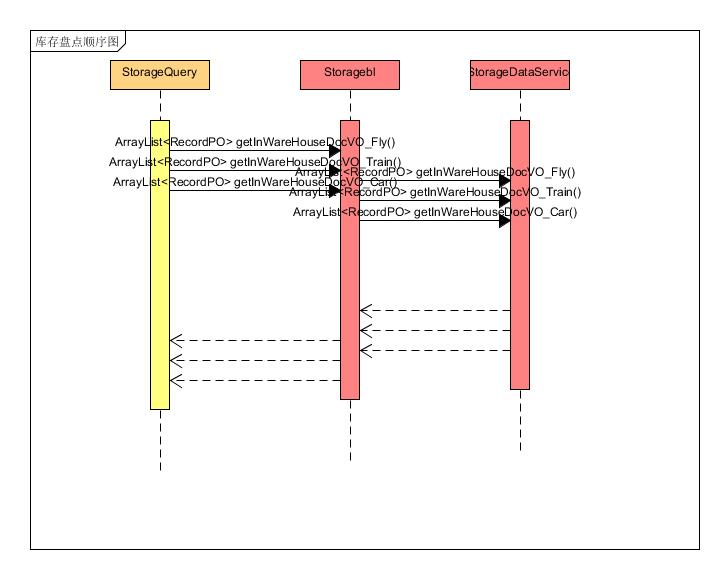 库存盘点顺序图
StorageQuery
Storagebl
StorageDataService
ArrayList<RecordPO> getInWareHouseDocVO_Fly()
ArrayList<RecordPO> getInWareHouseDocVO_Train()
ArrayList<RecordPO> getInWareHouseDocVO_Car()
ArrayList<RecordPO> getInWareHouseDocVO_Fly()
ArrayList<RecordPO> getInWareHouseDocVO_Train()
ArrayList<RecordPO> getInWareHouseDocVO_Car()